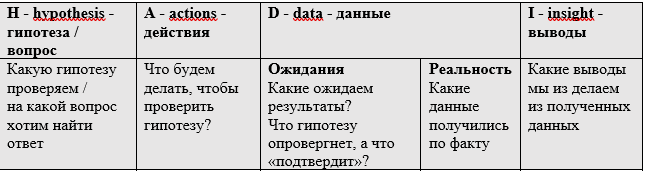 H - hypothesis -
гипотеза /
вопрос
A - actions -
действия
D - data - данные
I - insight -
выводы
Какую гипотезу
проверяем /
на какой вопрос
хотим найти
ответ
Что будем
делать, чтобы
проверить
гипотезу?
Ожидания
Какие ожидаем
результаты?
Что гипотезу
опровергнет, а что
«подтвердит»?
Реальность
Какие
данные
получились
по факту
Какие выводы
мы из делаем
из полученных
данных